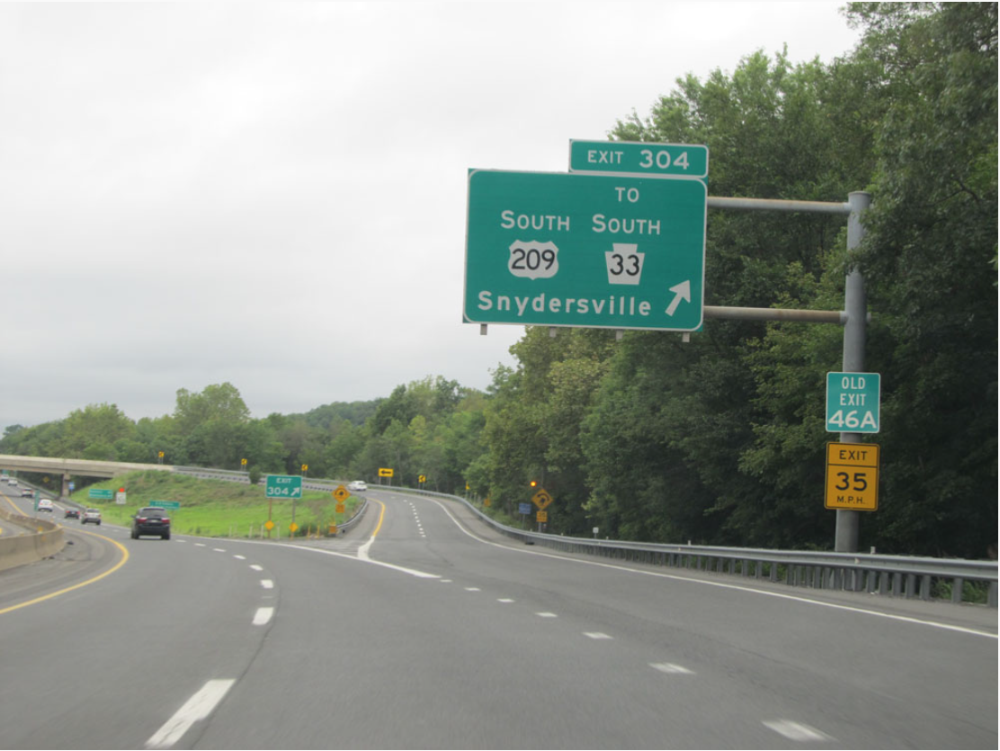 EXIT 304
TO
SOUTH SOUTH
209 33
Snydersville
OLD
EXIT
46A
EXIT
35
M.P.H.
EXIT
304